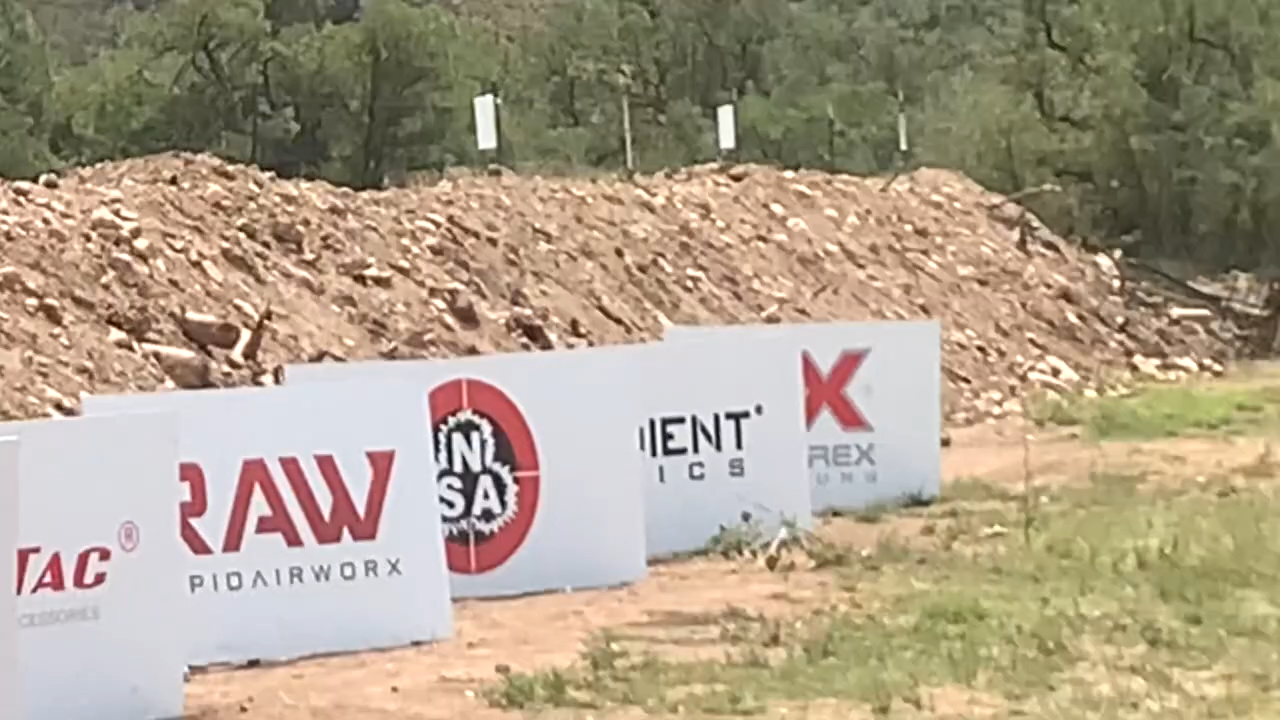 TAC®
CESSORIES
RAW
PIDAIRWORX
N
SA
IENT
ICS
X
REX